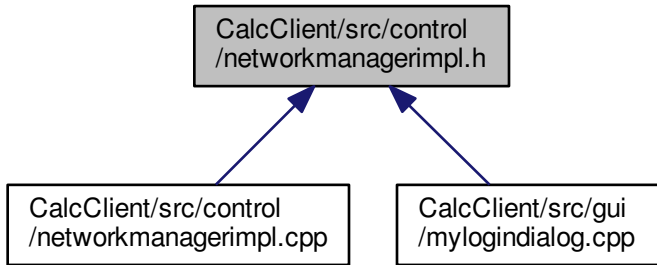 CalcClient/src/control
/networkmanagerimpl.h
CalcClient/src/control
/networkmanagerimpl.cpp
CalcClient/src/gui
/mylogindialog.cpp